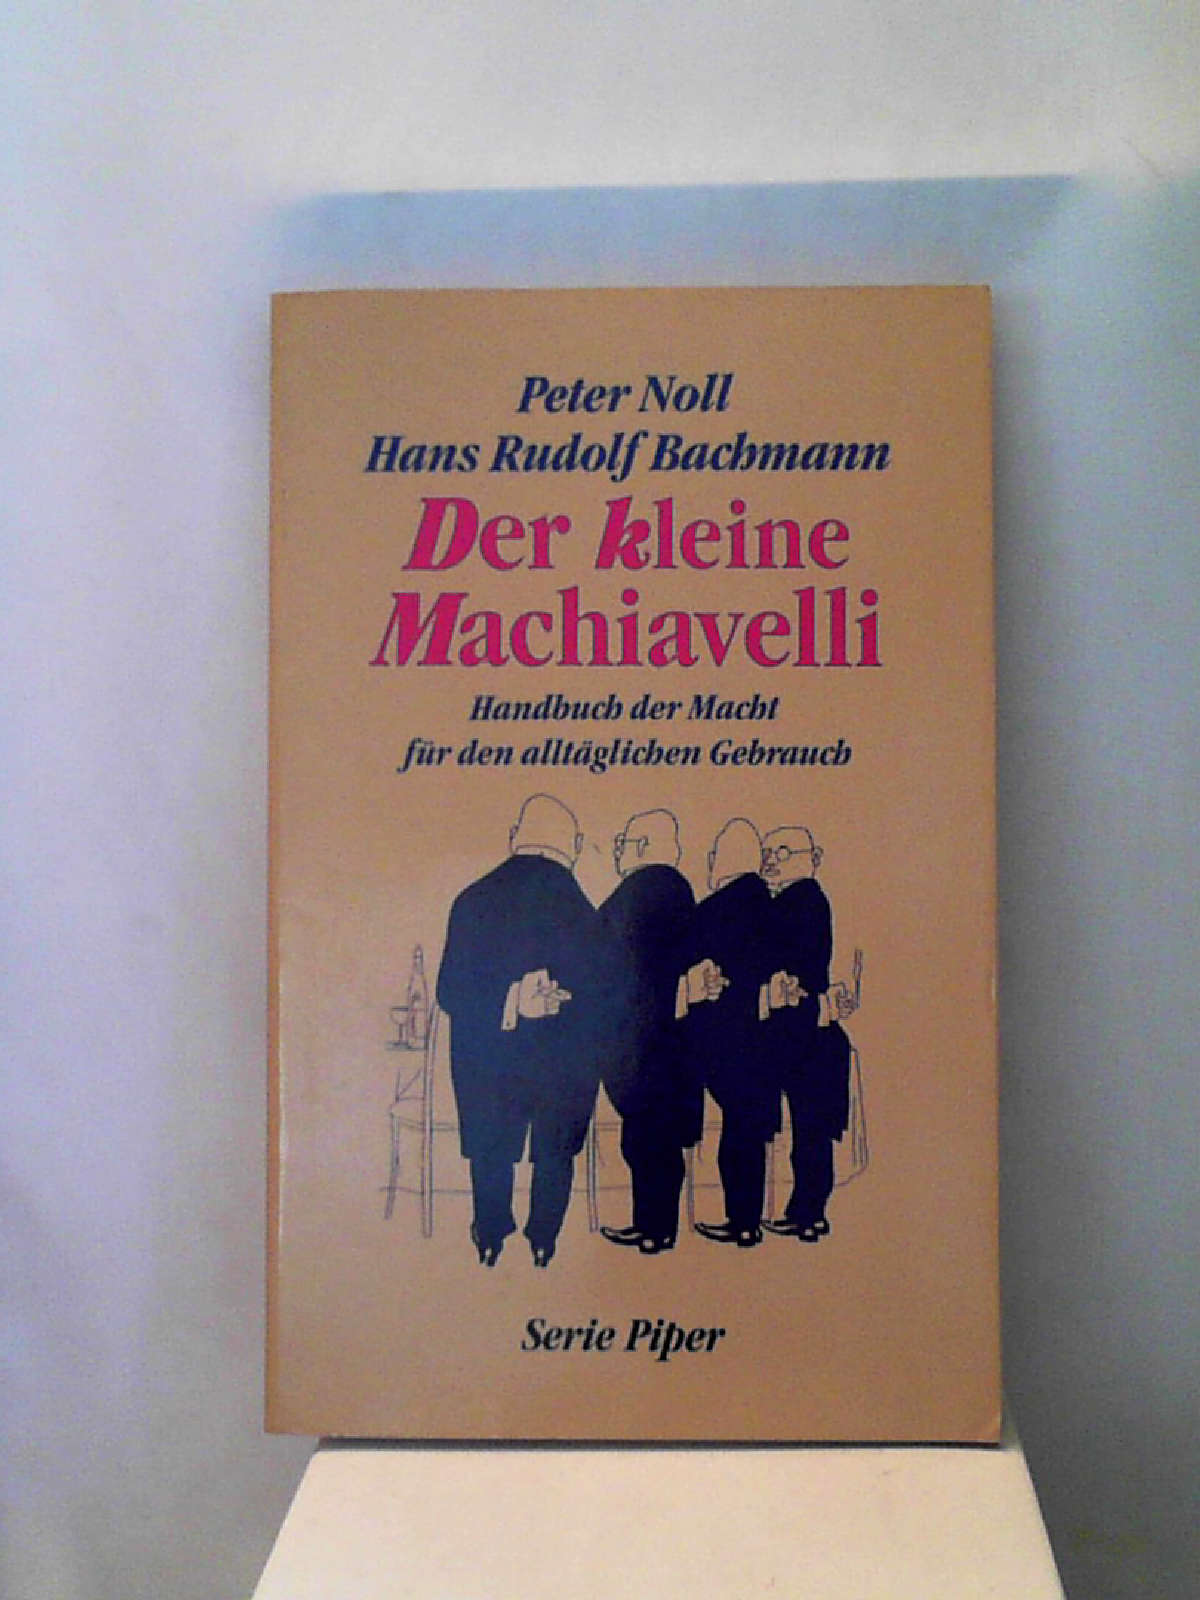 Peter Noll
Hans Rudolf Bachmann
Der kleine
Machiavelli
Handbuch der Macht
für den alltäglichen Gebrauch
Serie Piper